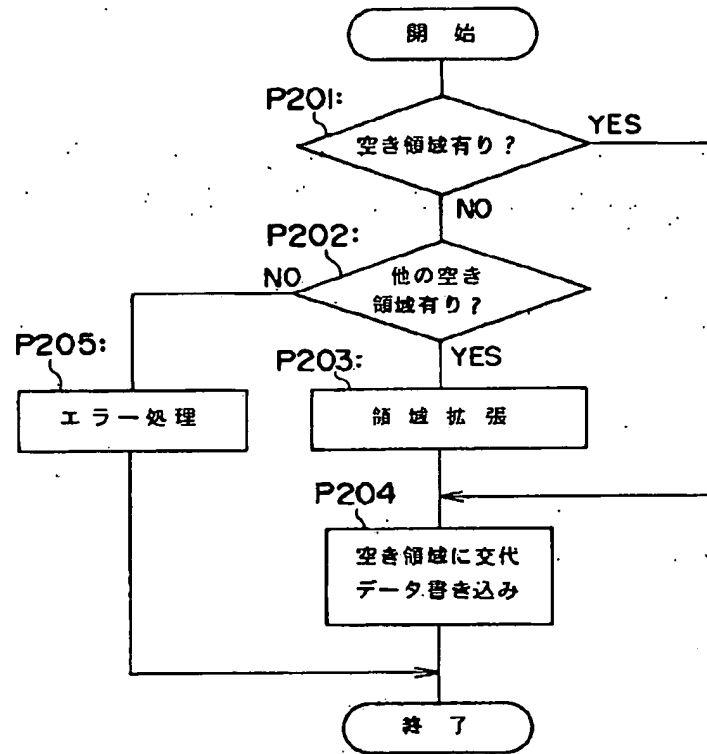 開始
P201:
空き領域有り?
YES
NO
P202:
他の空き
領域有り?
NO
YES
P205:
エラー処理
P203:
領域拡張
P204
空き領域に交代
データ書き込み
終了